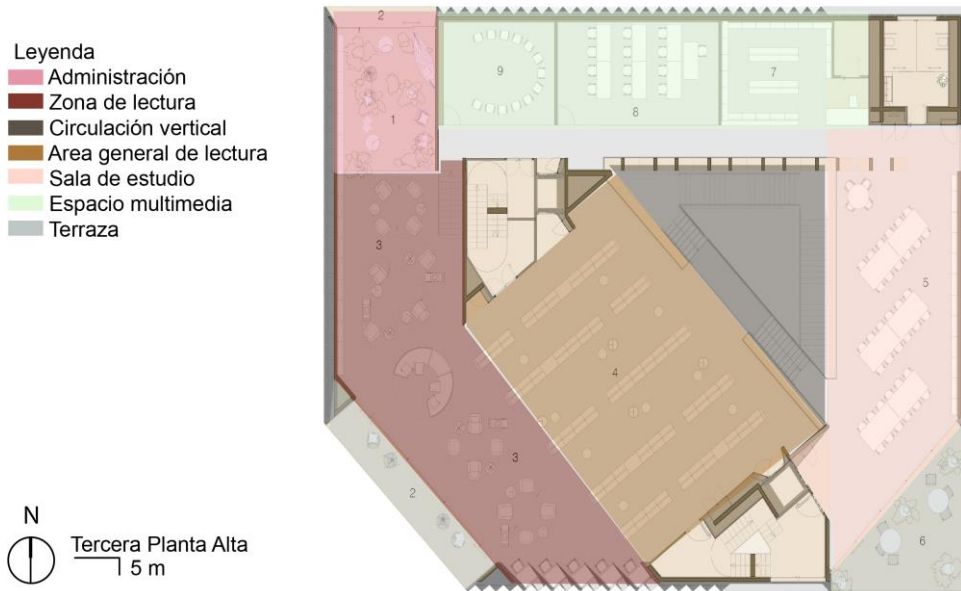 Leyenda
Administración
Zona de lectura
Circulación vertical
Area general de lectura
Sala de estudio
Espacio multimedia
Terraza
2
9
8
7
1
3
5
4
3
2
6
N
Tercera Planta Alta
5 m